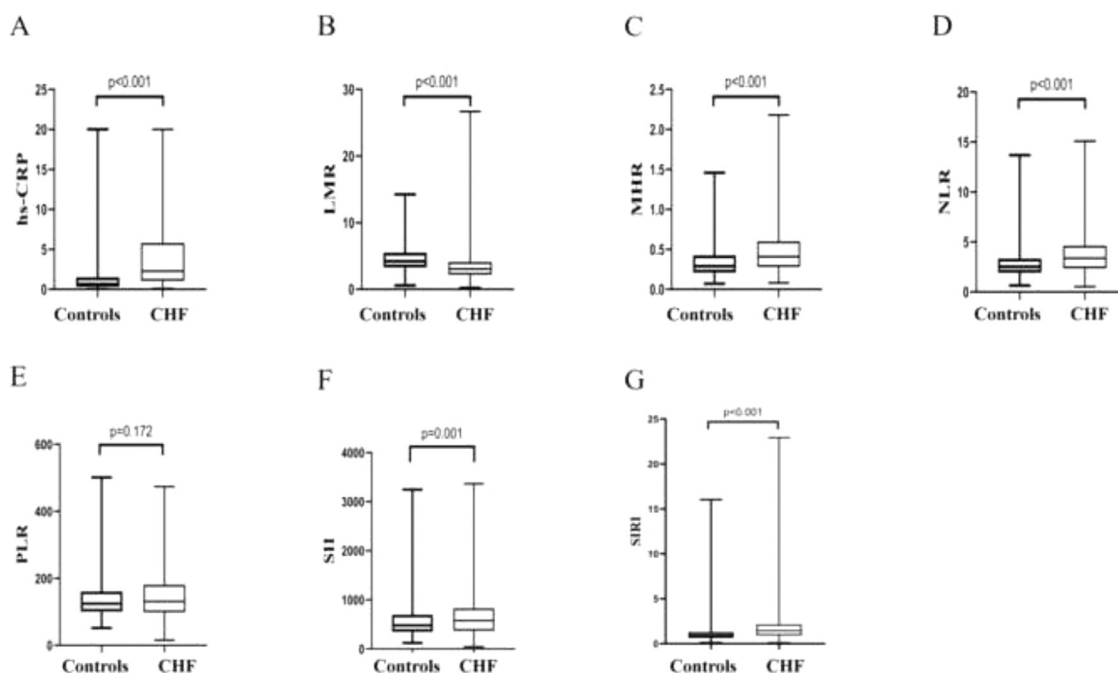 A
B
C
D
p<0.001
p<0.001
p<0.001
p<0.001
hs-CRP
25
20
15
10
5
0
Controls CHF
LMR
30
20
10
0
Controls CHF
MHR
2.5
2.0
1.5
1.0
0.5
0.0
Controls CHF
NLR
20
15
10
5
0
Controls CHF
E
F
G
p=0.172
p=0.001
p<0.001
PLR
600
400
200
0
Controls CHF
SII
4000
3000
2000
1000
0
Controls CHF
SIRI
25
20
15
10
5
0
Controls CHF